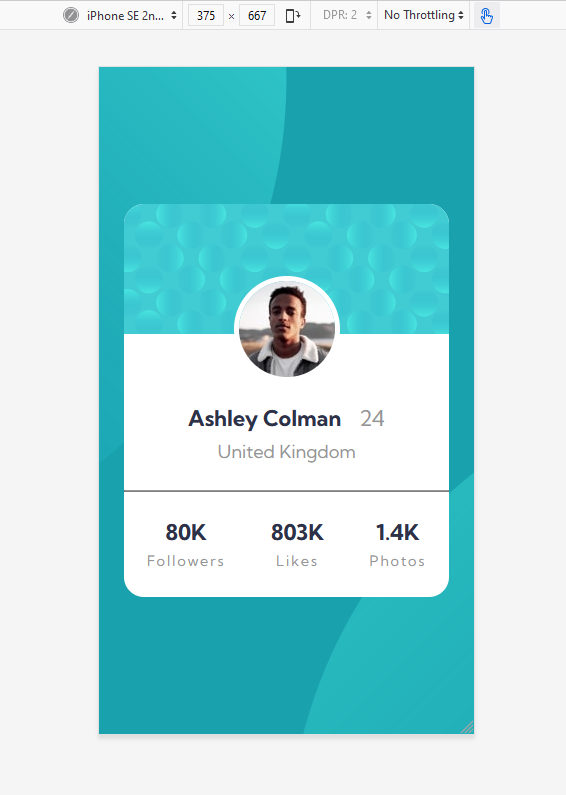 iPhone SE 2n... 375 × 667 DPR: 2 No Throttling
Ashley Colman 24
United Kingdom
80K 803K 1.4K
Followers Likes Photos